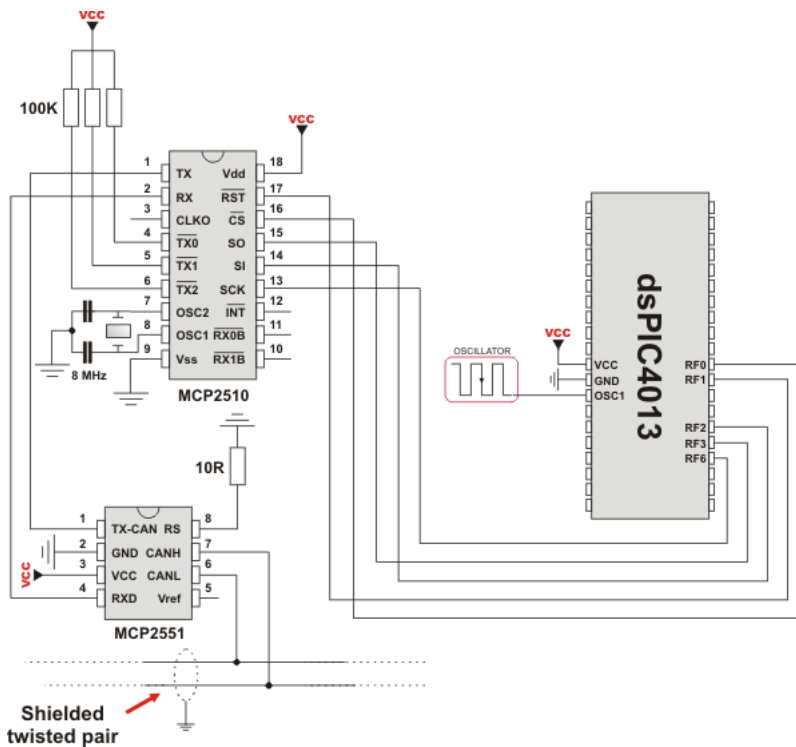 VCC
100K
VCC
1 TX Vdd 18
2 RX RST 17
3 CLKO CS 16
4 TX0 SO 15
5 TX1 SI 14
6 TX2 SCK 13
7 OSC2 INT 12
8 OSC1 RX0B 11
9 Vss RX1B 10
8 MHz
MCP2510
10R
1 TX-CAN RS 8
2 GND CANH 7
3 VCC CANL 6
4 RXD Vref 5
VCC
MCP2551
Shielded
twisted pair
OSCILLATOR
VCC
VCC
GND
OSC1
dsPIC4013
RF0
RF1
RF2
RF3
RF6